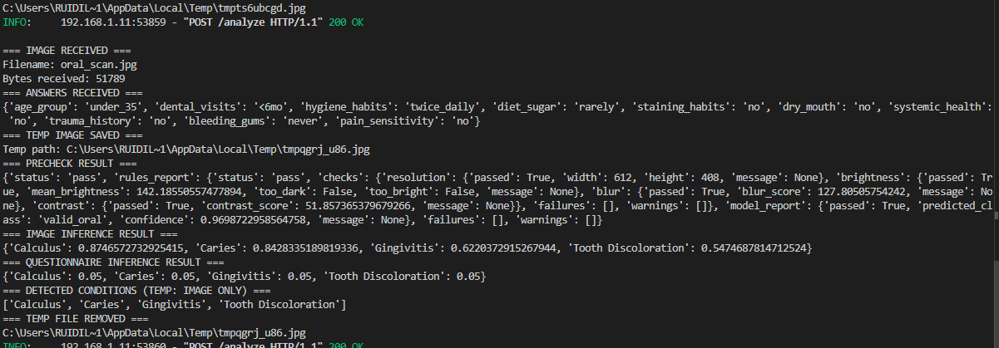 C:\Users\RUIDIL~1\AppData\Local\Temp\tmpts6ubcgd.jpg
INFO:     192.168.1.11:53859 - "POST /analyze HTTP/1.1" 200 OK
=== IMAGE RECEIVED ===
Filename: oral_scan.jpg
Bytes received: 51789
=== ANSWERS RECEIVED ===
{'age_group': 'under_35', 'dental_visits': '<6mo', 'hygiene_habits': 'twice_daily', 'diet_sugar': 'rarely', 'staining_habits': 'no', 'dry_mouth': 'no', 'systemic_health':
 'no', 'trauma_history': 'no', 'bleeding_gums': 'never', 'pain_sensitivity': 'no'}
=== TEMP IMAGE SAVED ===
Temp path: C:\Users\RUIDIL~1\AppData\Local\Temp\tmpqgrj_u86.jpg
=== PRECHECK RESULT ===
{'status': 'pass', 'rules_report': {'status': 'pass', 'checks': {'resolution': {'passed': True, 'width': 612, 'height': 408, 'message': None}, 'brightness': {'passed': Tr
ue, 'mean_brightness': 142.18550557477894, 'too_dark': False, 'too_bright': False, 'message': None}, 'blur': {'passed': True, 'blur_score': 127.80505754242, 'message': No
ne}, 'contrast': {'passed': True, 'contrast_score': 51.857365379679266, 'message': None}}, 'failures': [], 'warnings': []}, 'model_report': {'passed': True, 'predicted_cl
ass': 'valid_oral', 'confidence': 0.9698722958564758, 'message': None}, 'failures': [], 'warnings': []}
=== IMAGE INFERENCE RESULT ===
{'Calculus': 0.8746572732925415, 'Caries': 0.8428335189819336, 'Gingivitis': 0.6220372915267944, 'Tooth Discoloration': 0.5474687814712524}
=== QUESTIONNAIRE INFERENCE RESULT ===
{'Calculus': 0.05, 'Caries': 0.05, 'Gingivitis': 0.05, 'Tooth Discoloration': 0.05}
=== DETECTED CONDITIONS (TEMP: IMAGE ONLY) ===
['Calculus', 'Caries', 'Gingivitis', 'Tooth Discoloration']
=== TEMP FILE REMOVED ===
C:\Users\RUIDIL~1\AppData\Local\Temp\tmpqgrj_u86.jpg
INFO:     192.168.1.11:53860 - "POST /analyze HTTP/1.1" 200 OK